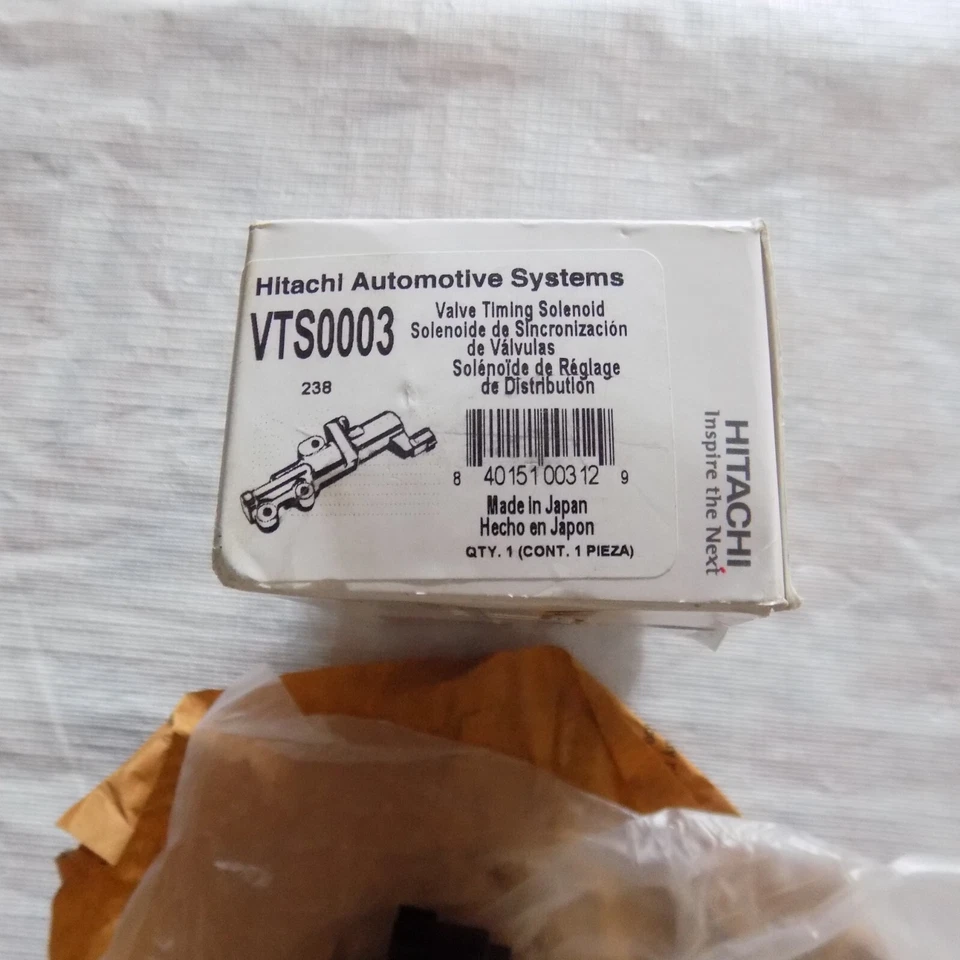 Hitachi Automotive Systems
VTS0003
238
Valve Timing Solenoid
Solenoide de Sincronización
de Válvulas
Solénoïde de Réglage
de Distribution
8 40151 00312 9
Made in Japan
Hecho en Japon
QTY. 1 (CONT. 1 PIEZA)
HITACHI
Inspire the Next